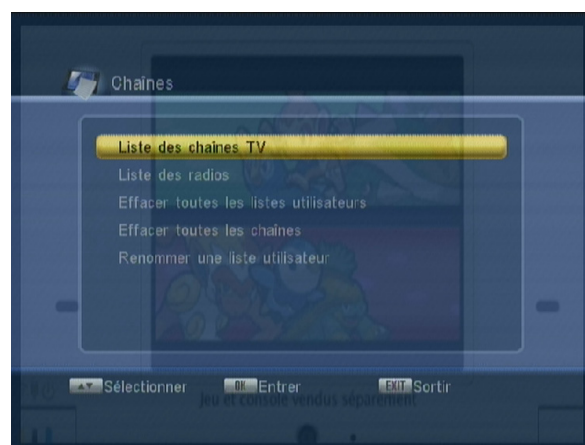 Chaînes
Liste des chaînes TV
Liste des radios
Effacer toutes les listes utilisateurs
Effacer toutes les chaînes
Renommer une liste utilisateur
Sélectionner OK Entrer EXIT Sortir
Jeu et console vendus séparément